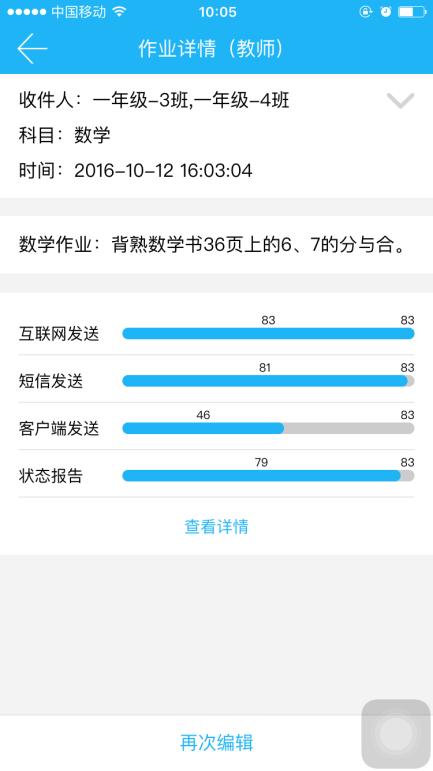 中国移动 10:05
作业详情（教师）
收件人：一年级-3班,一年级-4班
科目：数学
时间：2016-10-12 16:03:04
数学作业：背熟数学书36页上的6、7的分与合。
83 83
互联网发送
81 83
短信发送
46 83
客户端发送
79 83
状态报告
查看详情
再次编辑